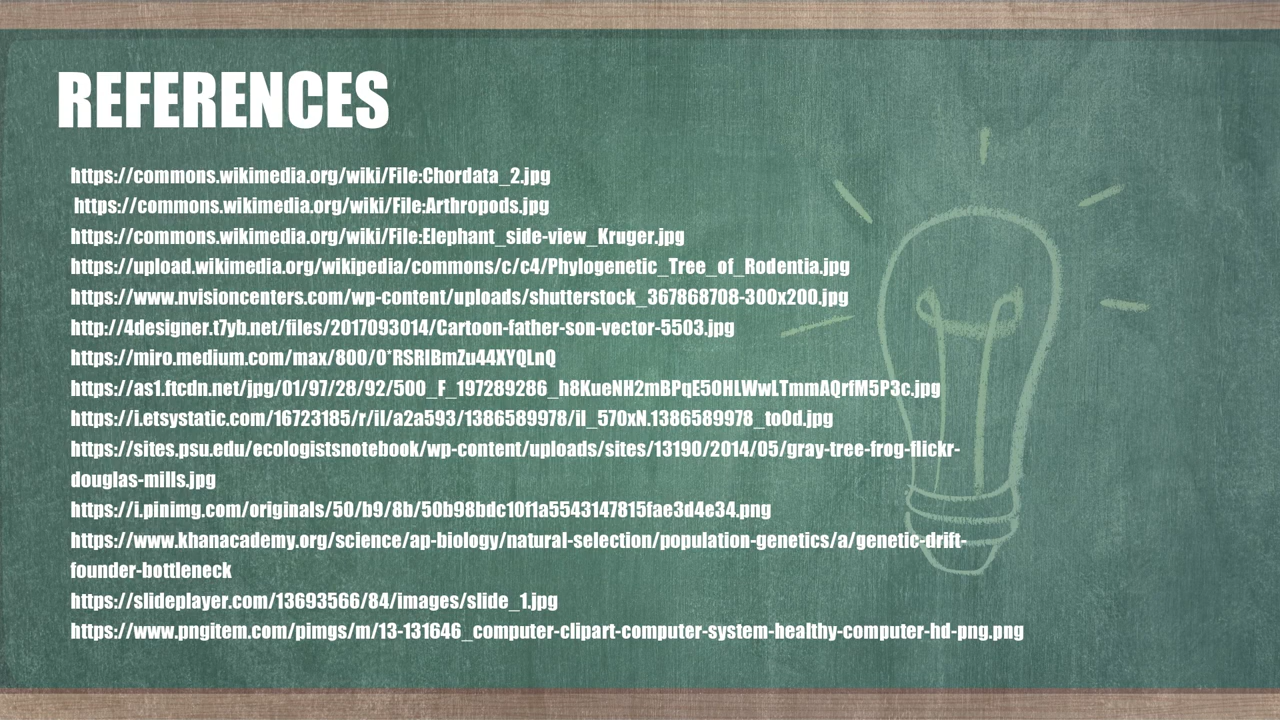 REFERENCES
https://commons.wikimedia.org/wiki/File:Chordata_2.jpg
https://commons.wikimedia.org/wiki/File:Arthropods.jpg
https://commons.wikimedia.org/wiki/File:Elephant_side-view_Kruger.jpg
https://upload.wikimedia.org/wikipedia/commons/c/c4/Phylogenetic_Tree_of_Rodentia.jpg
https://www.nvisioncenters.com/wp-content/uploads/shutterstock_367868708-300x200.jpg
http://4designer.t7yb.net/files/2017093014/Cartoon-father-son-vector-5503.jpg
https://miro.medium.com/max/800/0*RSRIBmZu44XYQLnQ
https://as1.ftcdn.net/jpg/01/97/28/92/500_F_197289286_h8KueNH2mBPqE5OHLWwLTmmAQrfM5P3c.jpg
https://i.etsystatic.com/16723185/r/il/a2a593/1386589978/il_570xN.1386589978_to0d.jpg
https://sites.psu.edu/ecologistsnotebook/wp-content/uploads/sites/13190/2014/05/gray-tree-frog-flickr-
douglas-mills.jpg
https://i.pinimg.com/originals/50/b9/8b/50b98bdc10f1a5543147815fae3d4e34.png
https://www.khanacademy.org/science/ap-biology/natural-selection/population-genetics/a/genetic-drift-
founder-bottleneck
https://slideplayer.com/13693566/84/images/slide_1.jpg
https://www.pngitem.com/pimgs/m/13-131646_computer-clipart-computer-system-healthy-computer-hd-png.png